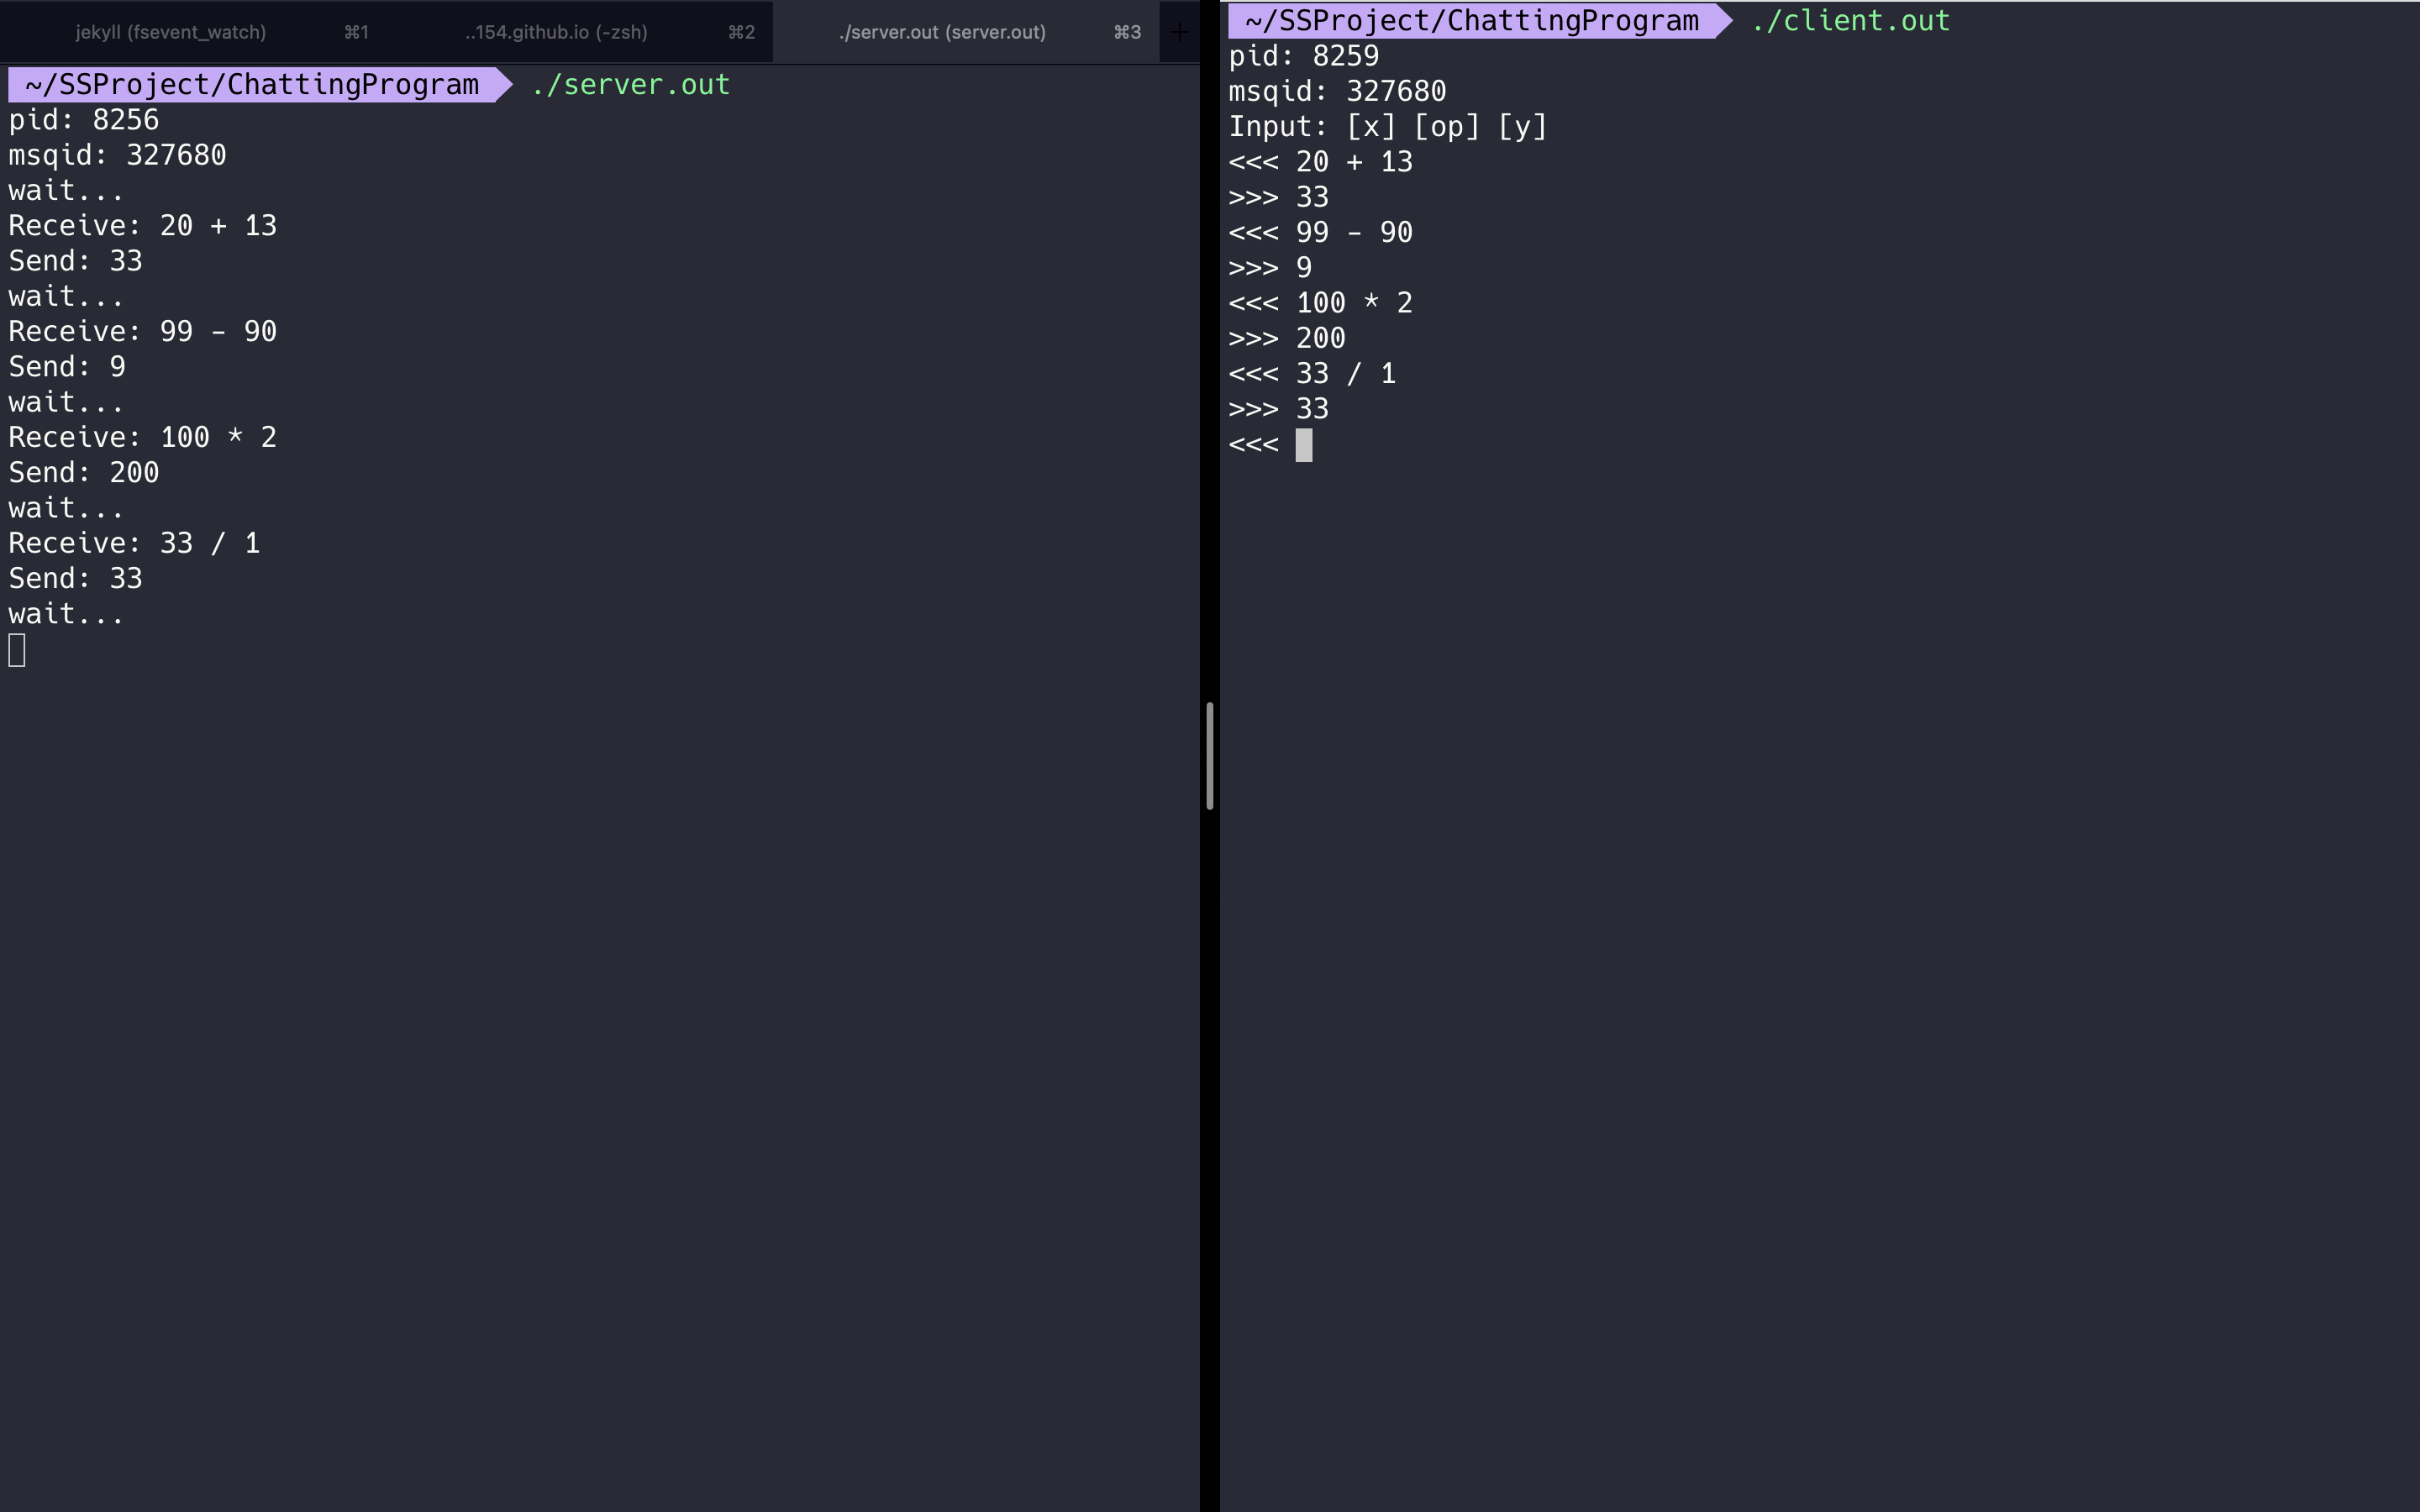 jekyll (fsevent_watch) ⌘1 ..154.github.io (-zsh) ⌘2 ./server.out (server.out) ⌘3 +
~/SSProject/ChattingProgram ./server.out
pid: 8256
msqid: 327680
wait...
Receive: 20 + 13
Send: 33
wait...
Receive: 99 - 90
Send: 9
wait...
Receive: 100 * 2
Send: 200
wait...
Receive: 33 / 1
Send: 33
wait...
~/SSProject/ChattingProgram ./client.out
pid: 8259
msqid: 327680
Input: [x] [op] [y]
<<< 20 + 13
>>> 33
<<< 99 - 90
>>> 9
<<< 100 * 2
>>> 200
<<< 33 / 1
>>> 33
<<<